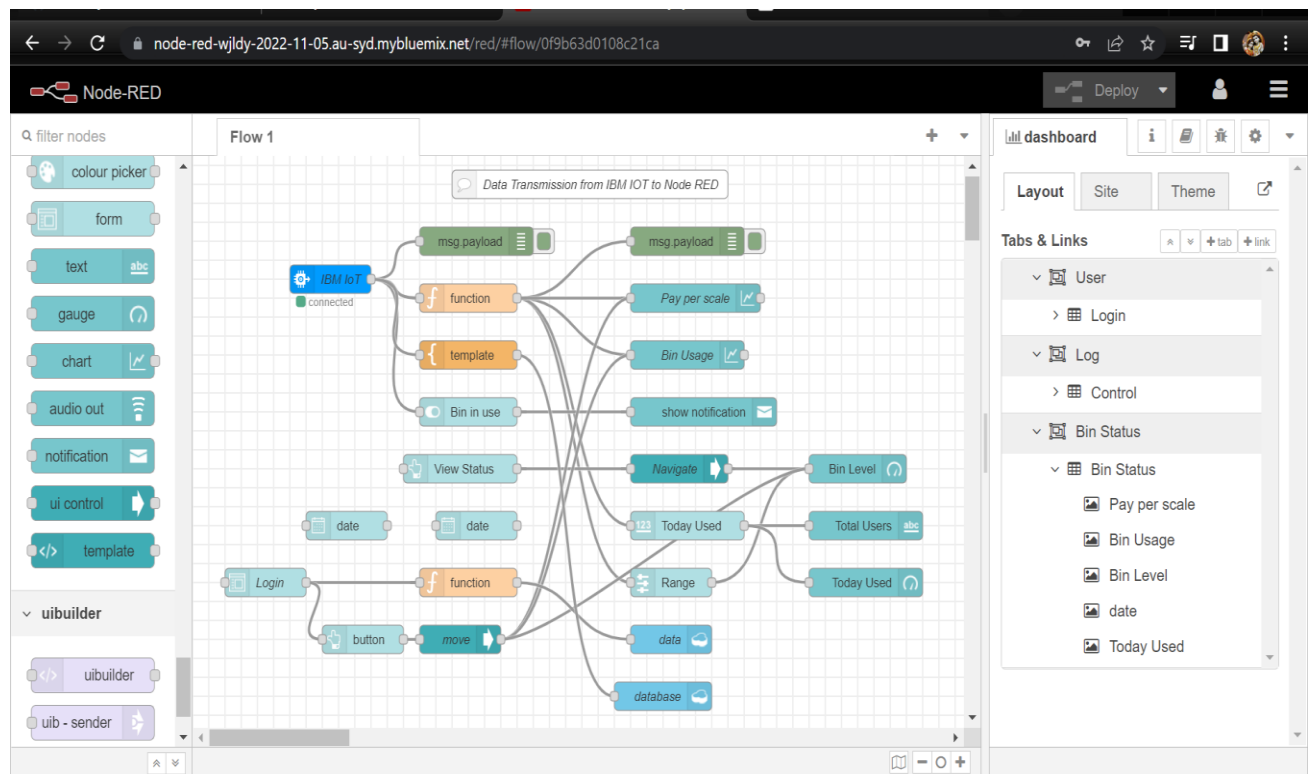 node-red-wjldy-2022-11-05.au-syd.mybluemix.net/red/#flow/0f9b63d0108c21ca
Node-RED
Deploy
filter nodes
colour picker
form
text
abc
gauge
chart
audio out
notification
ui control
template
uibuilder
uibuilder
uib - sender
Flow 1
Data Transmission from IBM IOT to Node RED
msg.payload
msg.payload
IBM IoT
connected
function
Pay per scale
template
Bin Usage
Bin in use
show notification
View Status
Navigate
Bin Level
date
date
123
Today Used
Total Users
abc
Login
function
Range
Today Used
button
move
data
database
dashboard
i
Layout
Site
Theme
Tabs & Links
+ tab
+ link
User
Login
Log
Control
Bin Status
Bin Status
Pay per scale
Bin Usage
Bin Level
date
Today Used